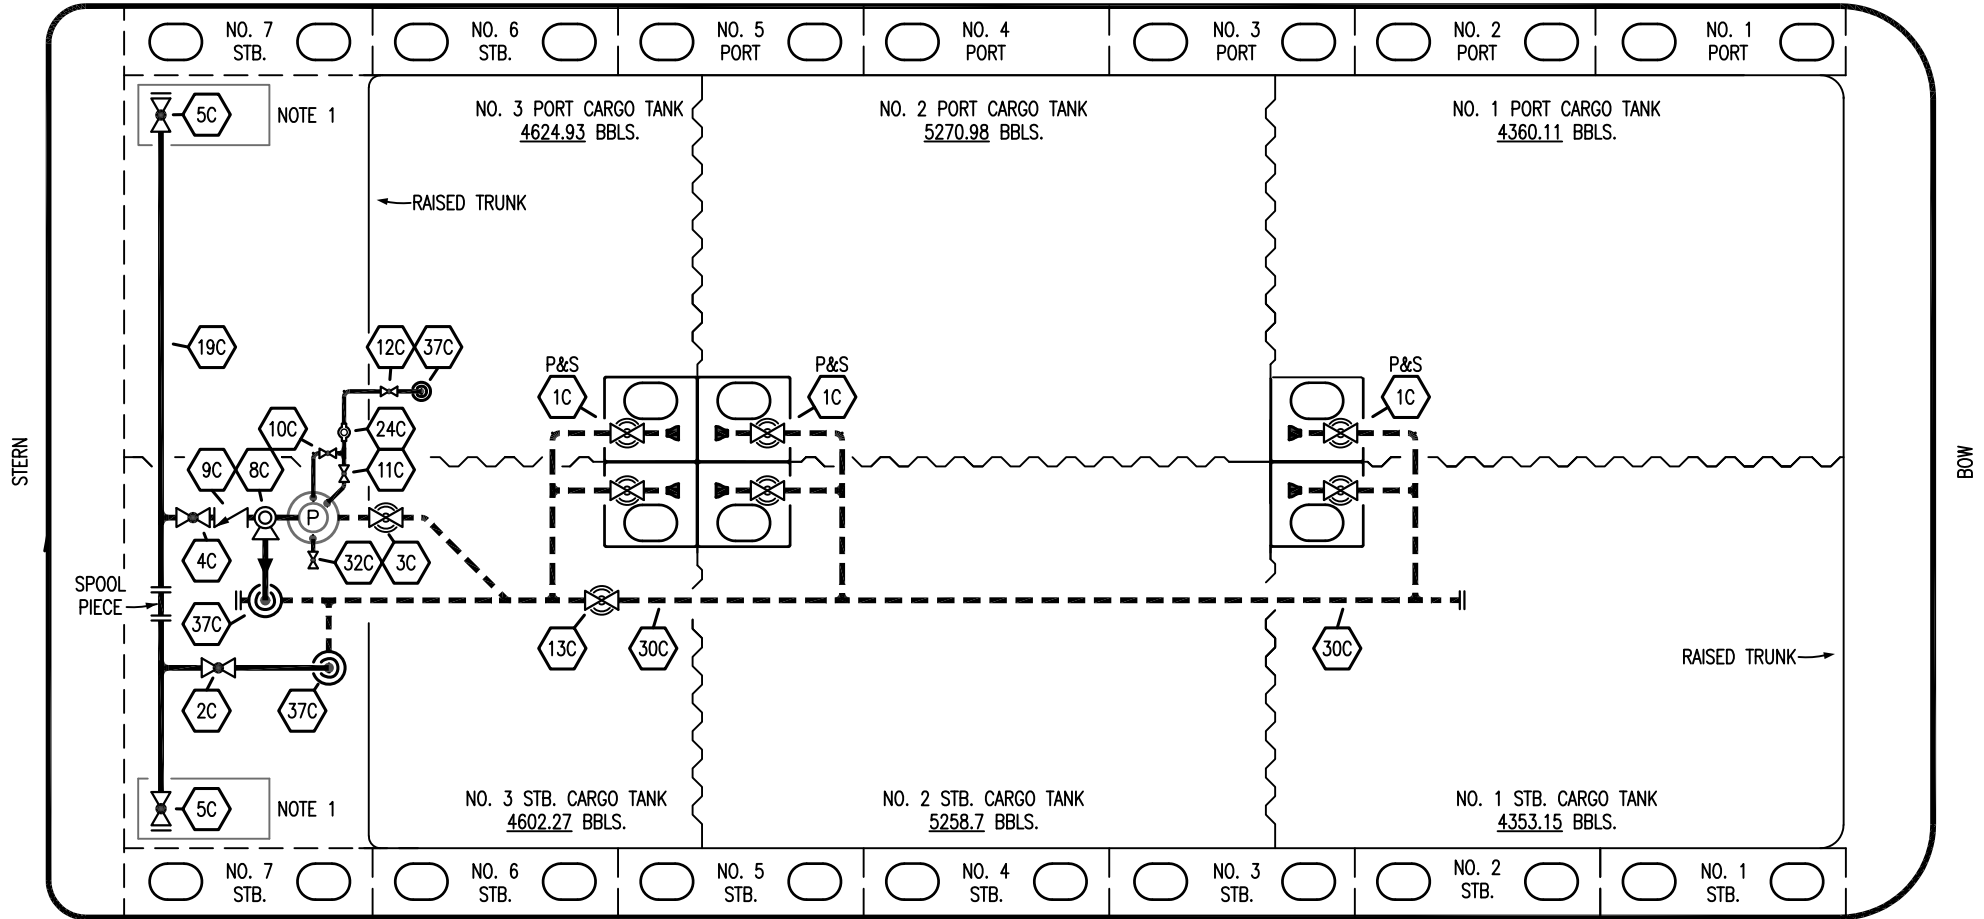 NO. 7
STB.
NO. 6
STB.
NO. 5
PORT
NO. 4
PORT
NO. 3
PORT
NO. 2
PORT
NO. 1
PORT
5C
NOTE 1
NO. 3 PORT CARGO TANK
4624.93 BBLS.
NO. 2 PORT CARGO TANK
5270.98 BBLS.
NO. 1 PORT CARGO TANK
4360.11 BBLS.
RAISED TRUNK
19C
12C
37C
P&S
1C
P&S
1C
P&S
1C
10C
24C
9C
8C
11C
STERN
BOW
P
4C
32C
3C
SPOOL
PIECE
37C
13C
30C
30C
RAISED TRUNK
2C
37C
5C
NOTE 1
NO. 3 STB. CARGO TANK
4602.27 BBLS.
NO. 2 STB. CARGO TANK
5258.7 BBLS.
NO. 1 STB. CARGO TANK
4353.15 BBLS.
NO. 7
STB.
NO. 6
STB.
NO. 5
STB.
NO. 4
STB.
NO. 3
STB.
NO. 2
STB.
NO. 1
STB.